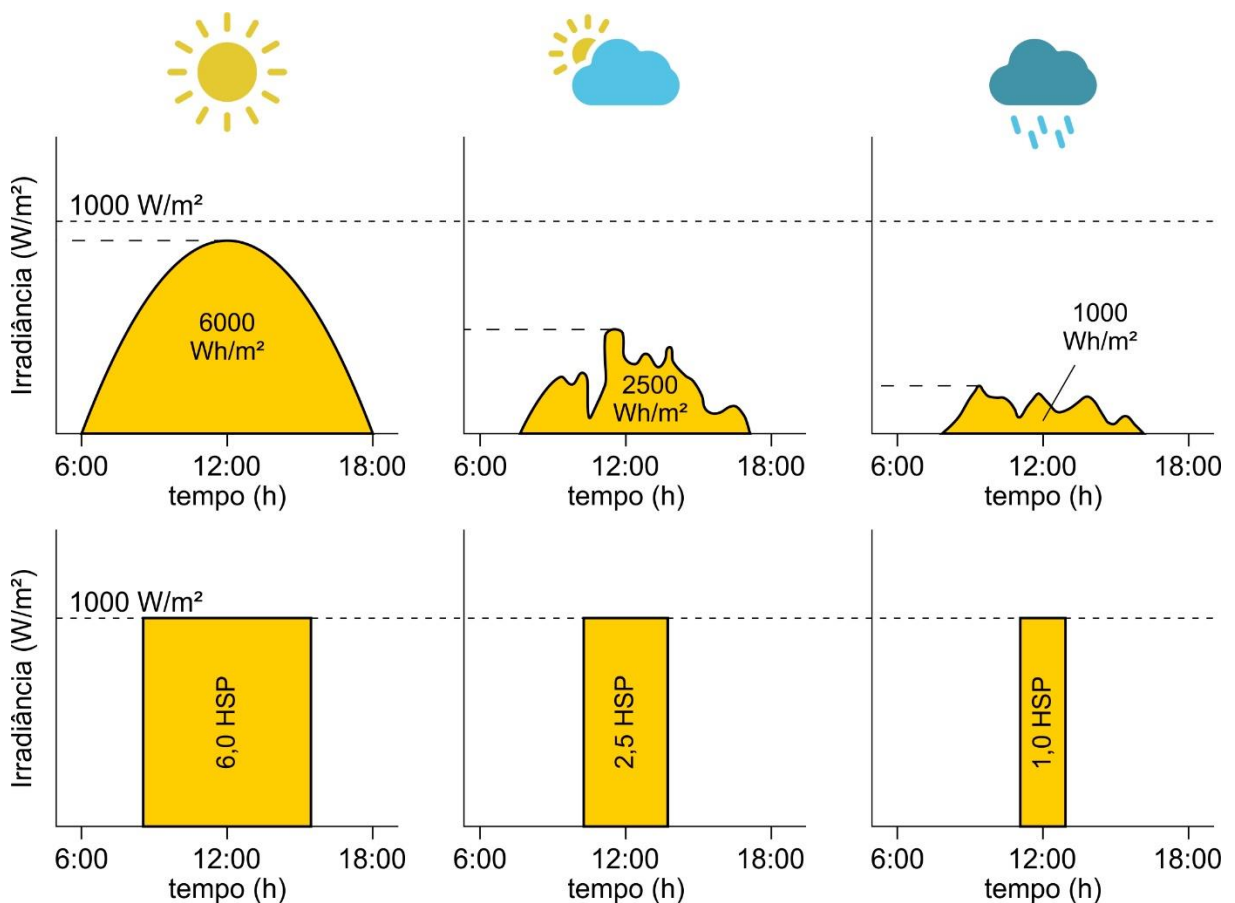 Irradiância (W/m²)
1000 W/m²
6000
Wh/m²
6:00 12:00 18:00
tempo (h)
2500
Wh/m²
6:00 12:00 18:00
tempo (h)
1000
Wh/m²
6:00 12:00 18:00
tempo (h)
Irradiância (W/m²)
1000 W/m²
6,0 HSP
6:00 12:00 18:00
tempo (h)
2,5 HSP
6:00 12:00 18:00
tempo (h)
1,0 HSP
6:00 12:00 18:00
tempo (h)